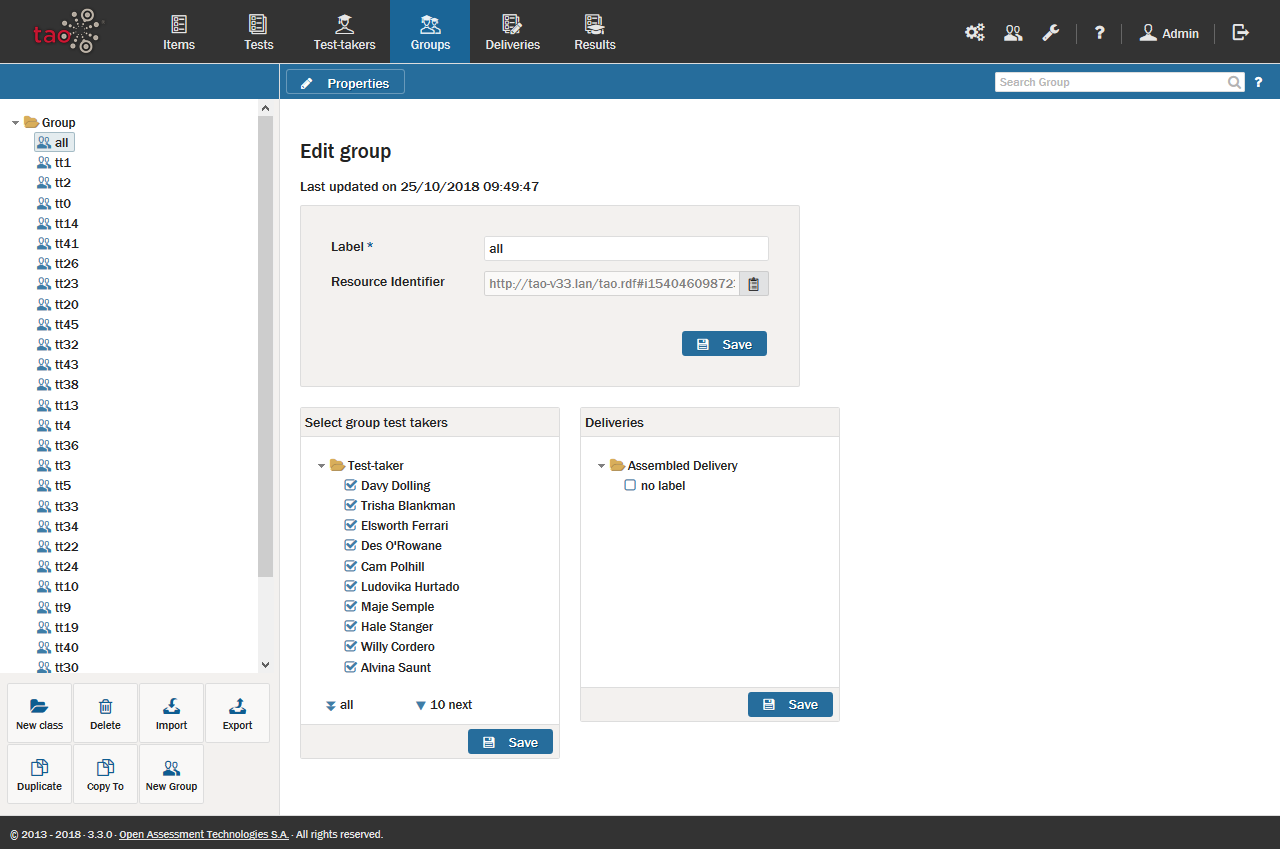 tao
Items
Tests
Test-takers
Groups
Deliveries
Results
?
Admin
Properties
Search Group
?
Group
all
tt1
tt2
tt0
tt14
tt41
tt26
tt23
tt20
tt45
tt32
tt43
tt38
tt13
tt4
tt36
tt3
tt5
tt33
tt34
tt22
tt24
tt10
tt9
tt19
tt40
tt30
New class
Delete
Import
Export
Duplicate
Copy To
New Group
Edit group
Last updated on 25/10/2018 09:49:47
Label *
all
Resource Identifier
http://tao-v33.lan/tao.rdf#i154046098723
Save
Select group test takers
Test-taker
Davy Dolling
Trisha Blankman
Elsworth Ferrari
Des O'Rowane
Cam Polhill
Ludovika Hurtado
Maje Semple
Hale Stanger
Willy Cordero
Alvina Saunt
all
10 next
Save
Deliveries
Assembled Delivery
no label
Save
© 2013 - 2018 · 3.3.0 · Open Assessment Technologies S.A. · All rights reserved.